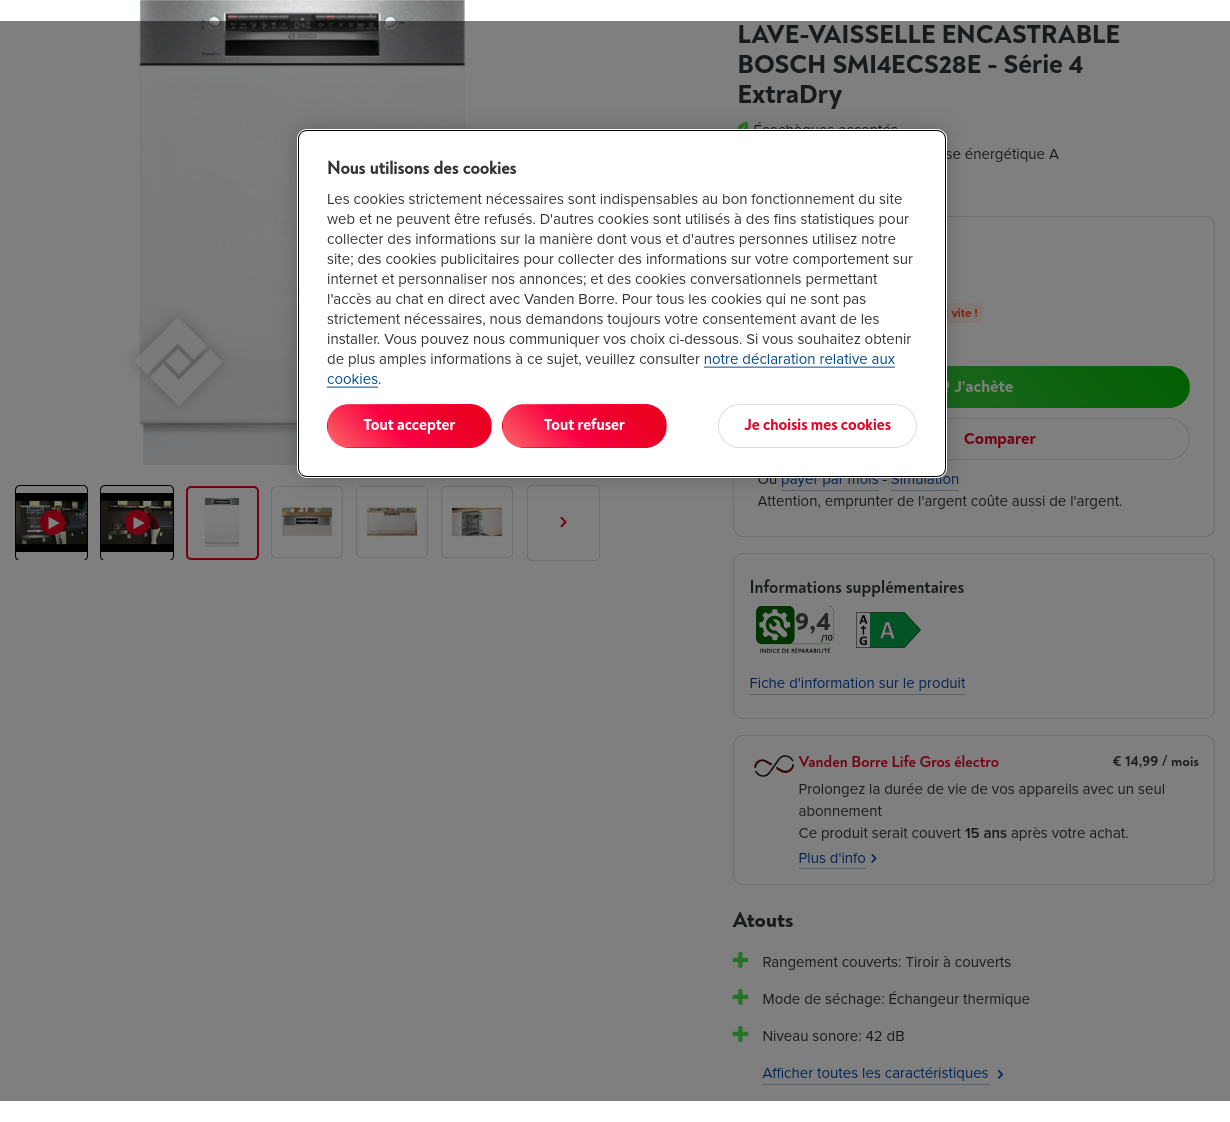 LAVE-VAISSELLE ENCASTRABLE
BOSCH SMI4ECS28E - Série 4
ExtraDry
Écochèques acceptés
se énergétique A
Nous utilisons des cookies
Les cookies strictement nécessaires sont indispensables au bon fonctionnement du site
web et ne peuvent être refusés. D'autres cookies sont utilisés à des fins statistiques pour
collecter des informations sur la manière dont vous et d'autres personnes utilisez notre
site; des cookies publicitaires pour collecter des informations sur votre comportement sur
internet et personnaliser nos annonces; et des cookies conversationnels permettant
l'accès au chat en direct avec Vanden Borre. Pour tous les cookies qui ne sont pas
strictement nécessaires, nous demandons toujours votre consentement avant de les
installer. Vous pouvez nous communiquer vos choix ci-dessous. Si vous souhaitez obtenir
de plus amples informations à ce sujet, veuillez consulter notre déclaration relative aux
cookies.
Tout accepter
Tout refuser
Je choisis mes cookies
vite !
J'achète
Comparer
Ou payer par mois - Simulation
Attention, emprunter de l'argent coûte aussi de l'argent.
Informations supplémentaires
9,4
/10
INDICE DE RÉPARABILITÉ
A
G
A
Fiche d'information sur le produit
Vanden Borre Life Gros électro
€ 14,99 / mois
Prolongez la durée de vie de vos appareils avec un seul
abonnement
Ce produit serait couvert 15 ans après votre achat.
Plus d'info
Atouts
Rangement couverts: Tiroir à couverts
Mode de séchage: Échangeur thermique
Niveau sonore: 42 dB
Afficher toutes les caractéristiques